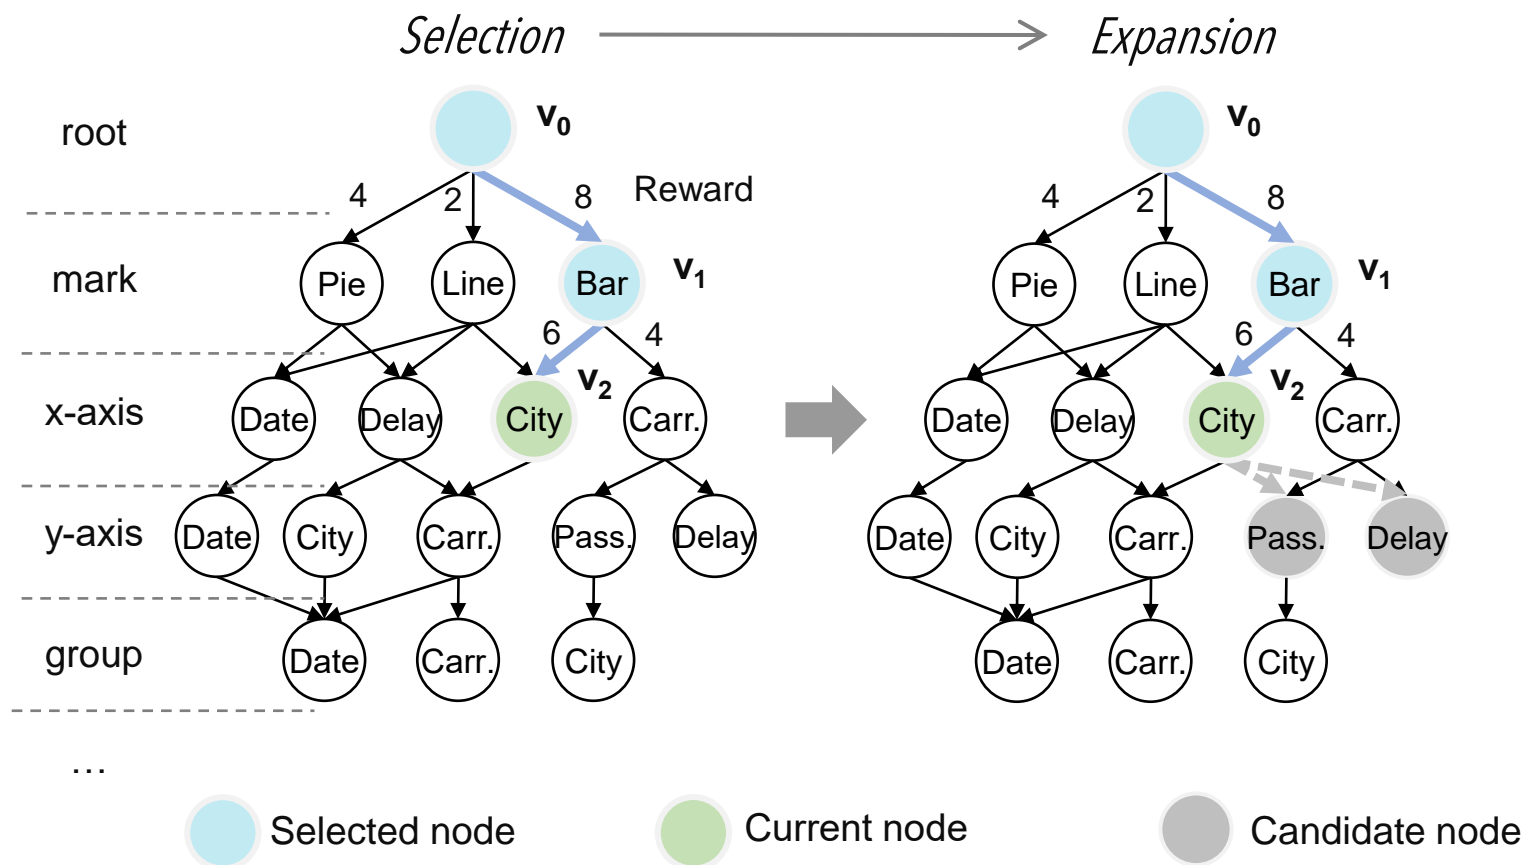 Selection
Expansion
root
v0
v0
4
2
8
Reward
4
2
8
mark
Pie
Line
Bar
v1
Pie
Line
Bar
v1
6
4
6
4
x-axis
Date
Delay
City
v2
Carr.
Date
Delay
City
v2
Carr.
y-axis
Date
City
Carr.
Pass.
Delay
Date
City
Carr.
Pass.
Delay
group
Date
Carr.
City
Date
Carr.
City
...
Selected node
Current node
Candidate node